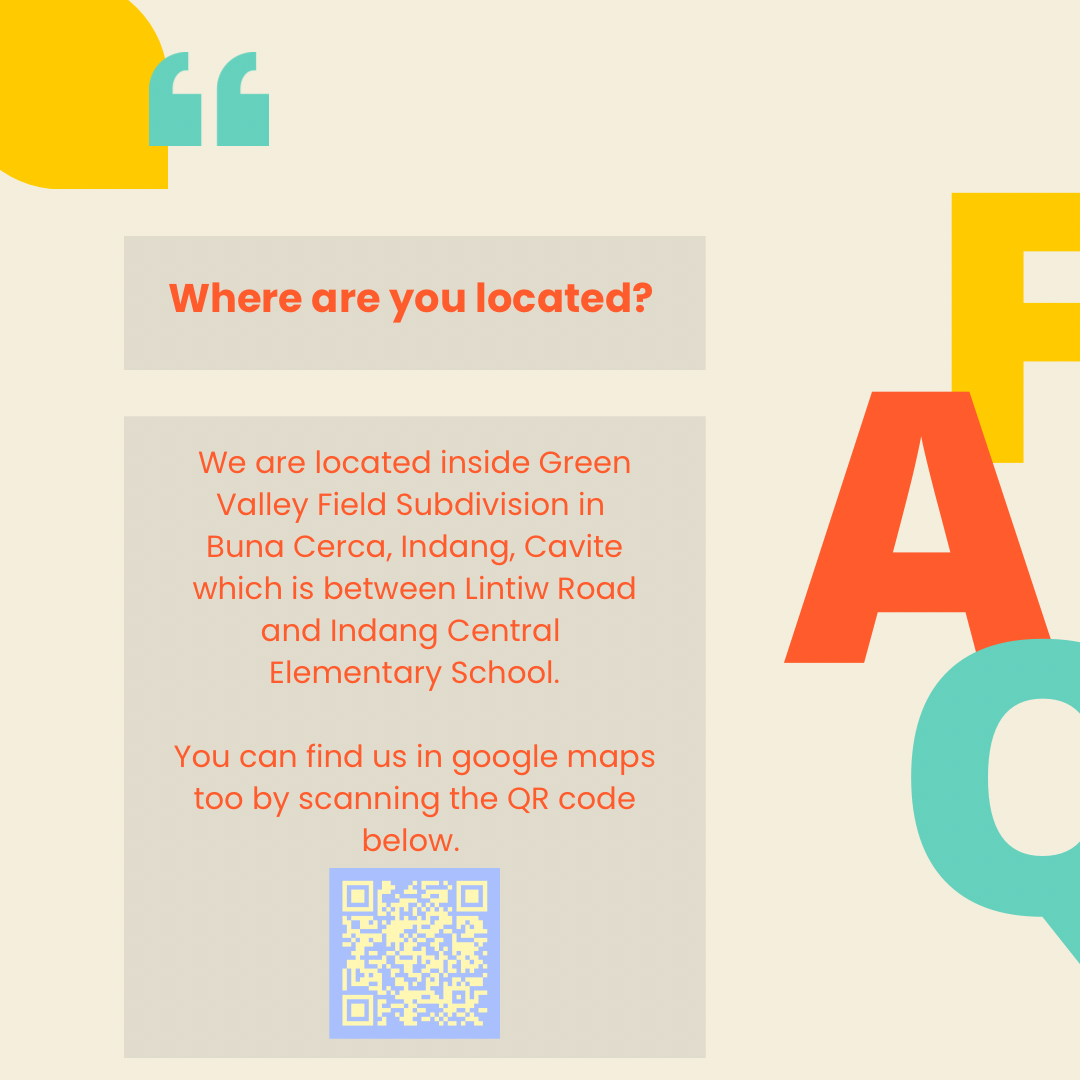 “
Where are you located?
We are located inside Green
Valley Field Subdivision in
Buna Cerca, Indang, Cavite
which is between Lintiw Road
and Indang Central
Elementary School.
You can find us in google maps
too by scanning the QR code
below.
F
A
Q